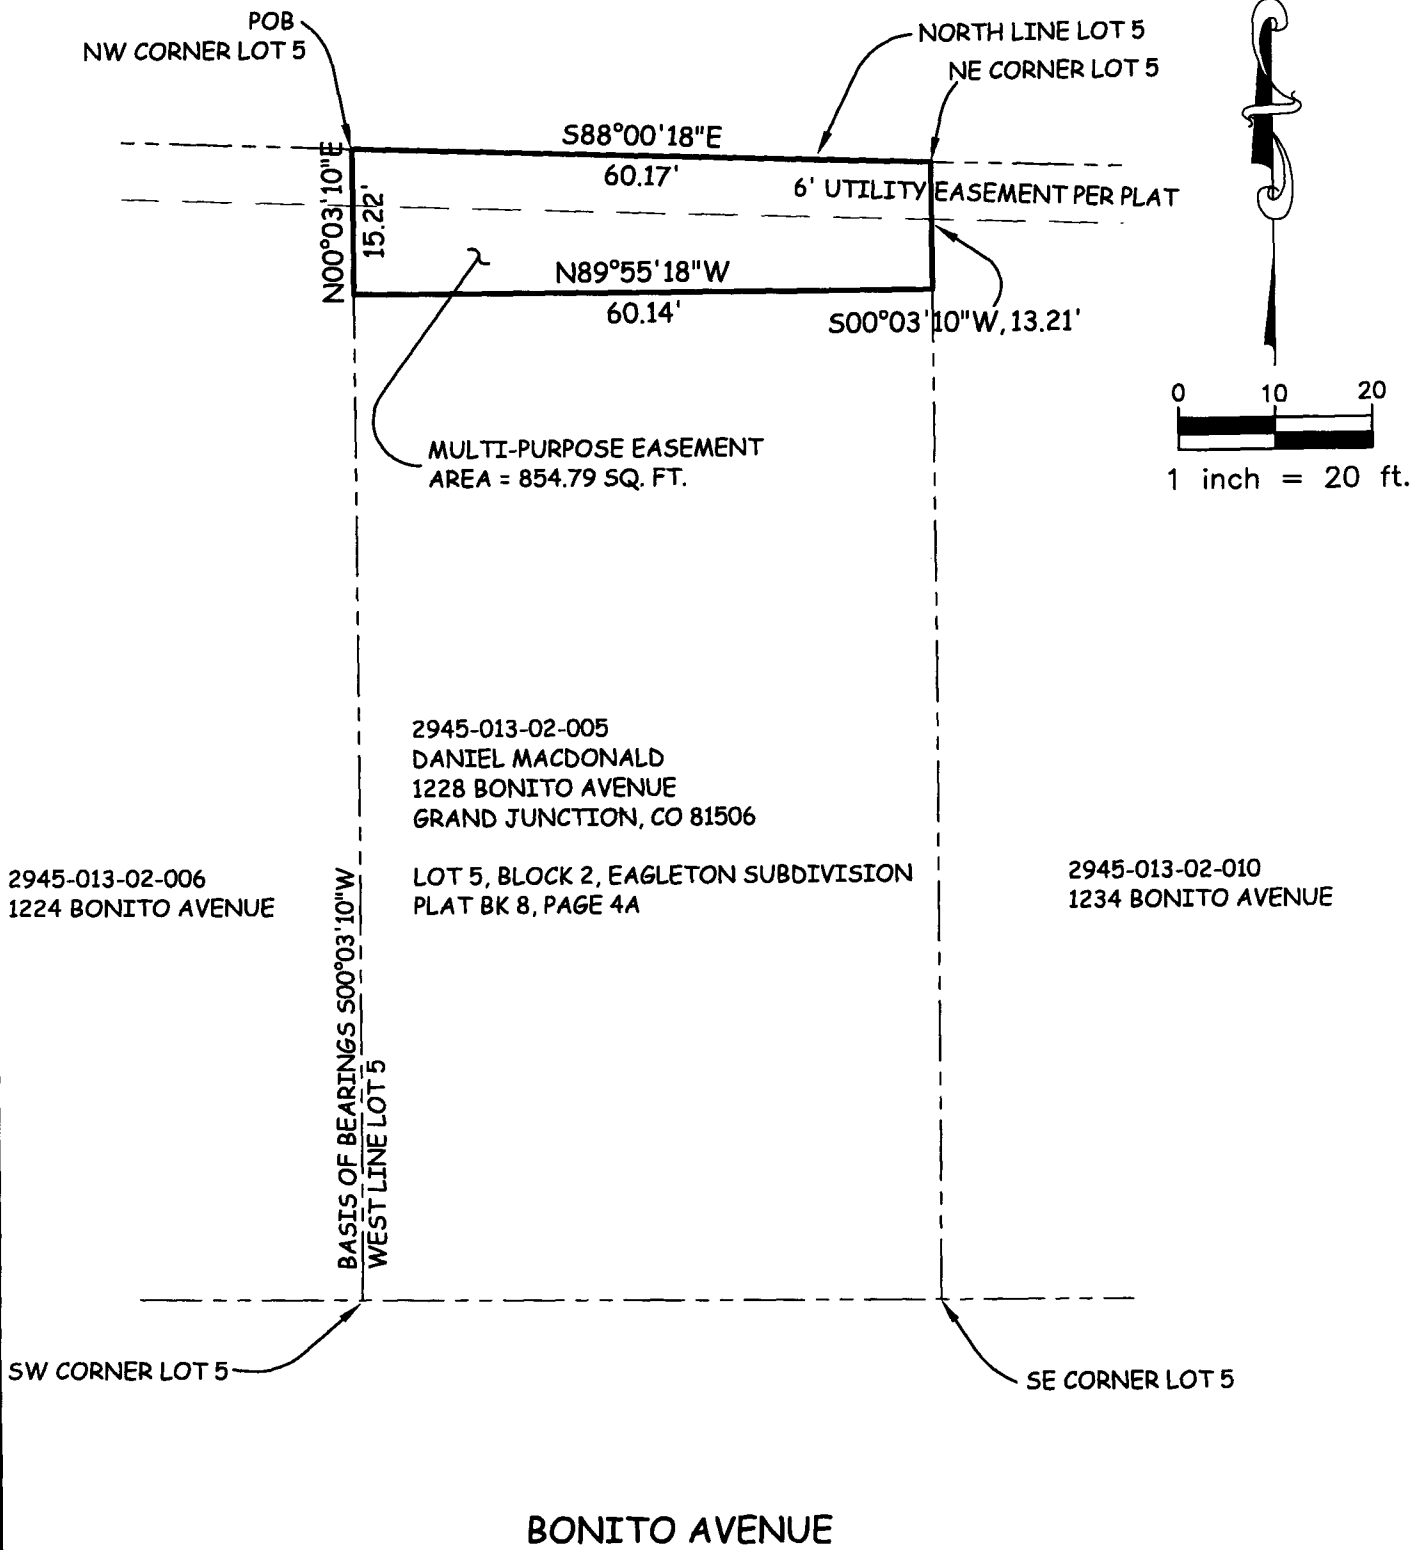 POB
NW CORNER LOT 5
NORTH LINE LOT 5
NE CORNER LOT 5
S88°00'18"E
60.17'
6' UTILITY EASEMENT PER PLAT
N00°03'10"E
15.22'
N89°55'18"W
60.14'
S00°03'10"W, 13.21'
0 10 20
1 inch = 20 ft.
MULTI-PURPOSE EASEMENT
AREA = 854.79 SQ. FT.
2945-013-02-005
DANIEL MACDONALD
1228 BONITO AVENUE
GRAND JUNCTION, CO 81506
LOT 5, BLOCK 2, EAGLETON SUBDIVISION
PLAT BK 8, PAGE 4A
2945-013-02-006
1224 BONITO AVENUE
2945-013-02-010
1234 BONITO AVENUE
BASIS OF BEARINGS S00°03'10"W
WEST LINE LOT 5
SW CORNER LOT 5
SE CORNER LOT 5
BONITO AVENUE